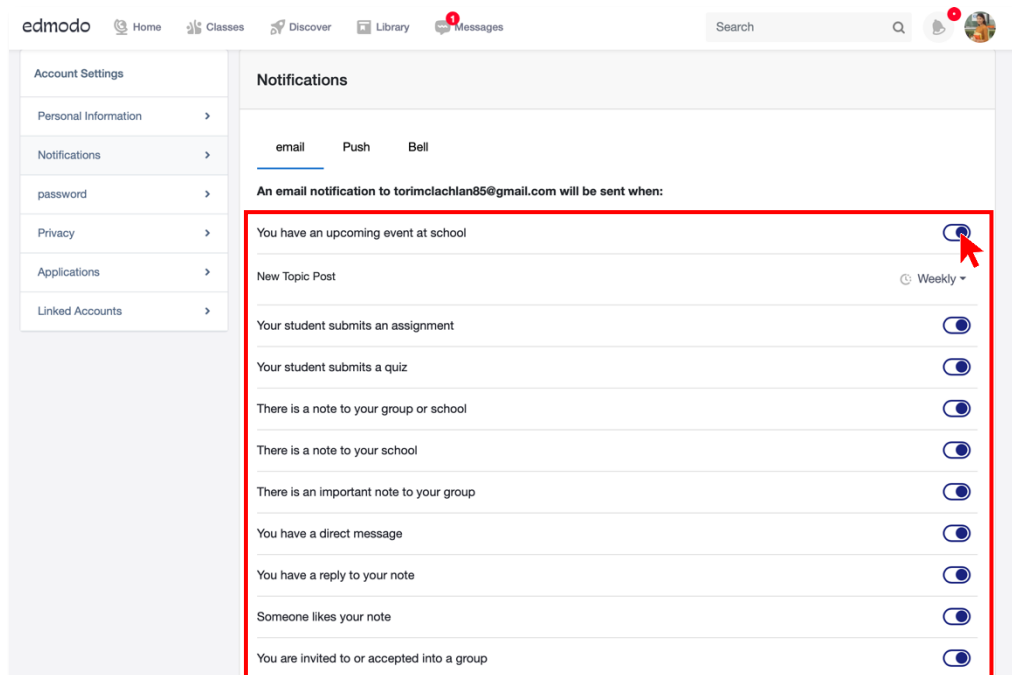 edmodo Home Classes Discover Library Messages 1 Search
Account Settings
Personal Information
Notifications
password
Privacy
Applications
Linked Accounts
Notifications
email Push Bell
An email notification to torimclachlan85@gmail.com will be sent when:
You have an upcoming event at school
New Topic Post Weekly
Your student submits an assignment
Your student submits a quiz
There is a note to your group or school
There is a note to your school
There is an important note to your group
You have a direct message
You have a reply to your note
Someone likes your note
You are invited to or accepted into a group